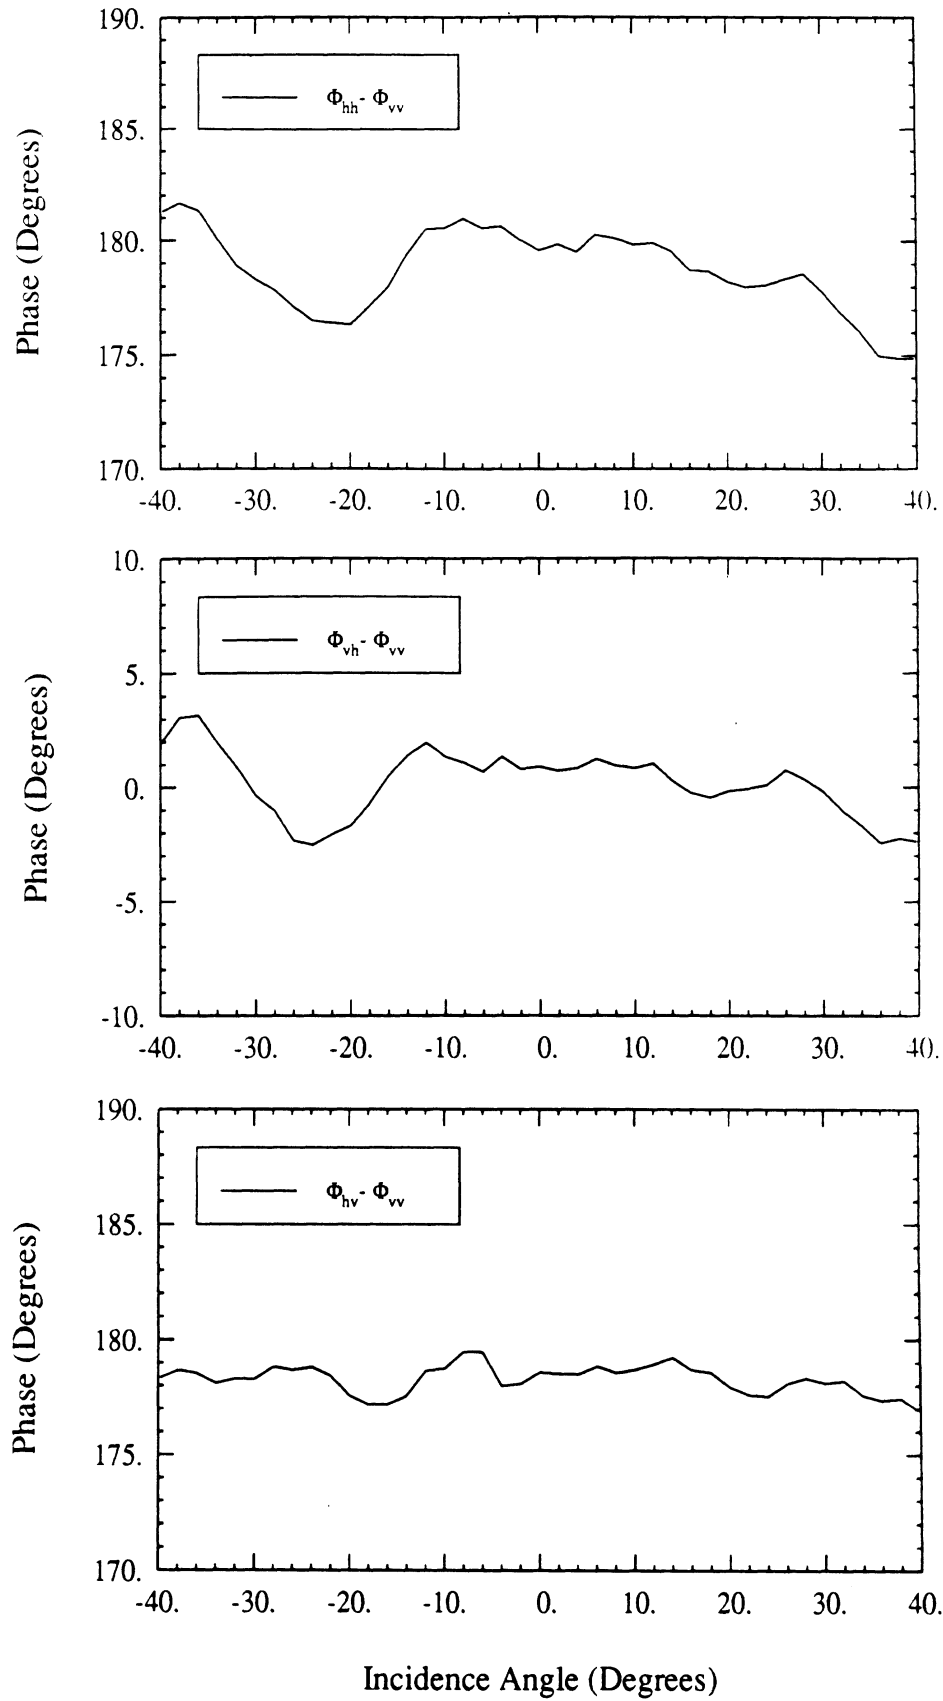 190.
Φhh- Φvv
185.
180.
175.
170.
Phase (Degrees)
-40. -30. -20. -10. 0. 10. 20. 30. 40.
10.
Φvh- Φvv
5.
0.
-5.
-10.
Phase (Degrees)
-40. -30. -20. -10. 0. 10. 20. 30. 40.
190.
Φhv- Φvv
185.
180.
175.
170.
Phase (Degrees)
-40. -30. -20. -10. 0. 10. 20. 30. 40.
Incidence Angle (Degrees)